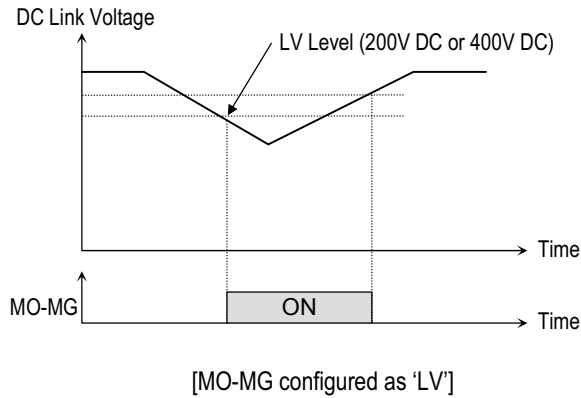 DC Link Voltage
LV Level (200V DC or 400V DC)
Time
MO-MG
ON
Time
[MO-MG configured as ‘LV’]